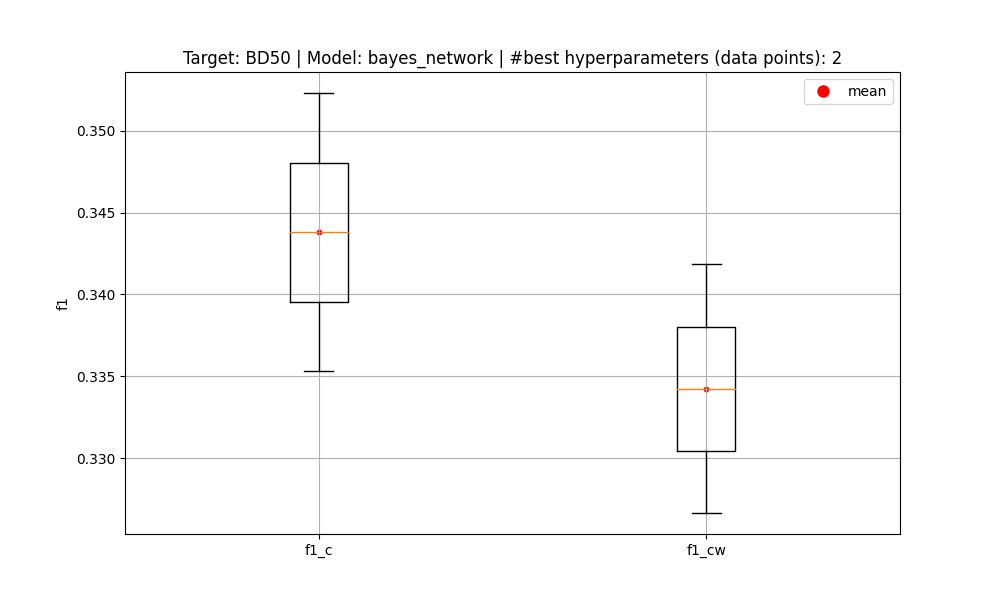 Target: BD50 | Model: bayes_network | #best hyperparameters (data points): 2
mean
0.350
0.345
0.340
0.335
0.330
f1
f1_c
f1_cw